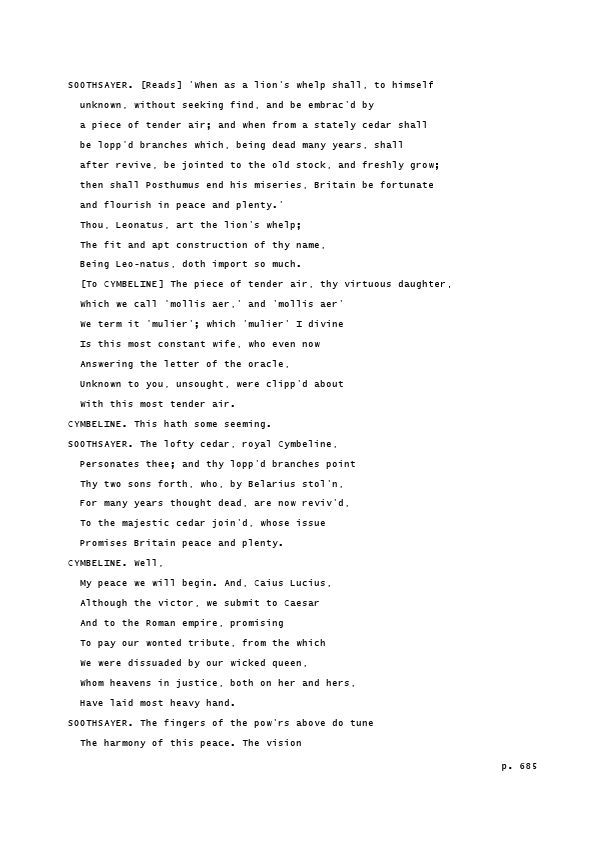 SOOTHSAYER. [Reads] 'When as a lion's whelp shall, to himself
unknown, without seeking find, and be embrac'd by
a piece of tender air; and when from a stately cedar shall
be lopp'd branches which, being dead many years, shall
after revive, be jointed to the old stock, and freshly grow;
then shall Posthumus end his miseries, Britain be fortunate
and flourish in peace and plenty.'
Thou, Leonatus, art the lion's whelp;
The fit and apt construction of thy name,
Being Leo-natus, doth import so much.
[To CYMBELINE] The piece of tender air, thy virtuous daughter,
Which we call 'mollis aer,' and 'mollis aer'
We term it 'mulier'; which 'mulier' I divine
Is this most constant wife, who even now
Answering the letter of the oracle,
Unknown to you, unsought, were clipp'd about
With this most tender air.
CYMBELINE. This hath some seeming.
SOOTHSAYER. The lofty cedar, royal Cymbeline,
Personates thee; and thy lopp'd branches point
Thy two sons forth, who, by Belarius stol'n,
For many years thought dead, are now reviv'd,
To the majestic cedar join'd, whose issue
Promises Britain peace and plenty.
CYMBELINE. Well,
My peace we will begin. And, Caius Lucius,
Although the victor, we submit to Caesar
And to the Roman empire, promising
To pay our wonted tribute, from the which
We were dissuaded by our wicked queen,
Whom heavens in justice, both on her and hers,
Have laid most heavy hand.
SOOTHSAYER. The fingers of the pow'rs above do tune
The harmony of this peace. The vision
p. 685